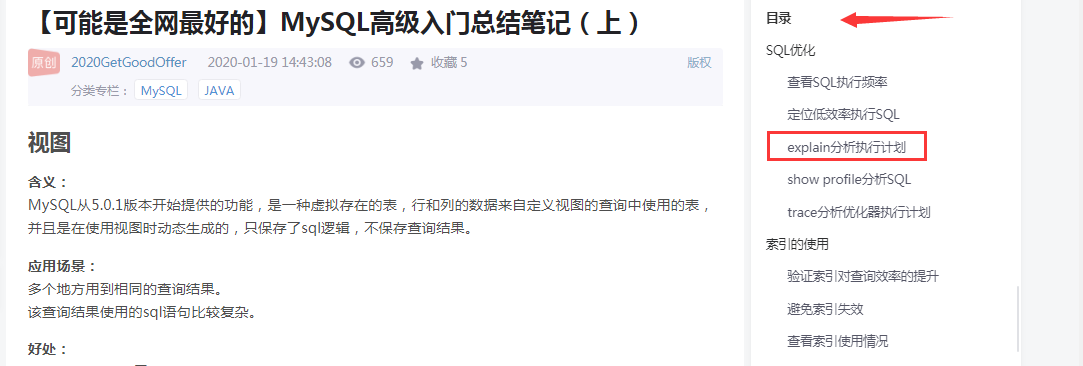 【可能是全网最好的】MySQL高级入门总结笔记（上）
原创 2020GetGoodOffer 2020-01-19 14:43:08 659 收藏 5 版权
分类专栏： MySQL JAVA
视图
含义：
MySQL从5.0.1版本开始提供的功能，是一种虚拟存在的表，行和列的数据来自定义视图的查询中使用的表，
并且是在使用视图时动态生成的，只保存了sql逻辑，不保存查询结果。
应用场景：
多个地方用到相同的查询结果。
该查询结果使用的sql语句比较复杂。
好处：
目录
SQL优化
查看SQL执行频率
定位低效率执行SQL
explain分析执行计划
show profile分析SQL
trace分析优化器执行计划
索引的使用
验证索引对查询效率的提升
避免索引失效
查看索引使用情况